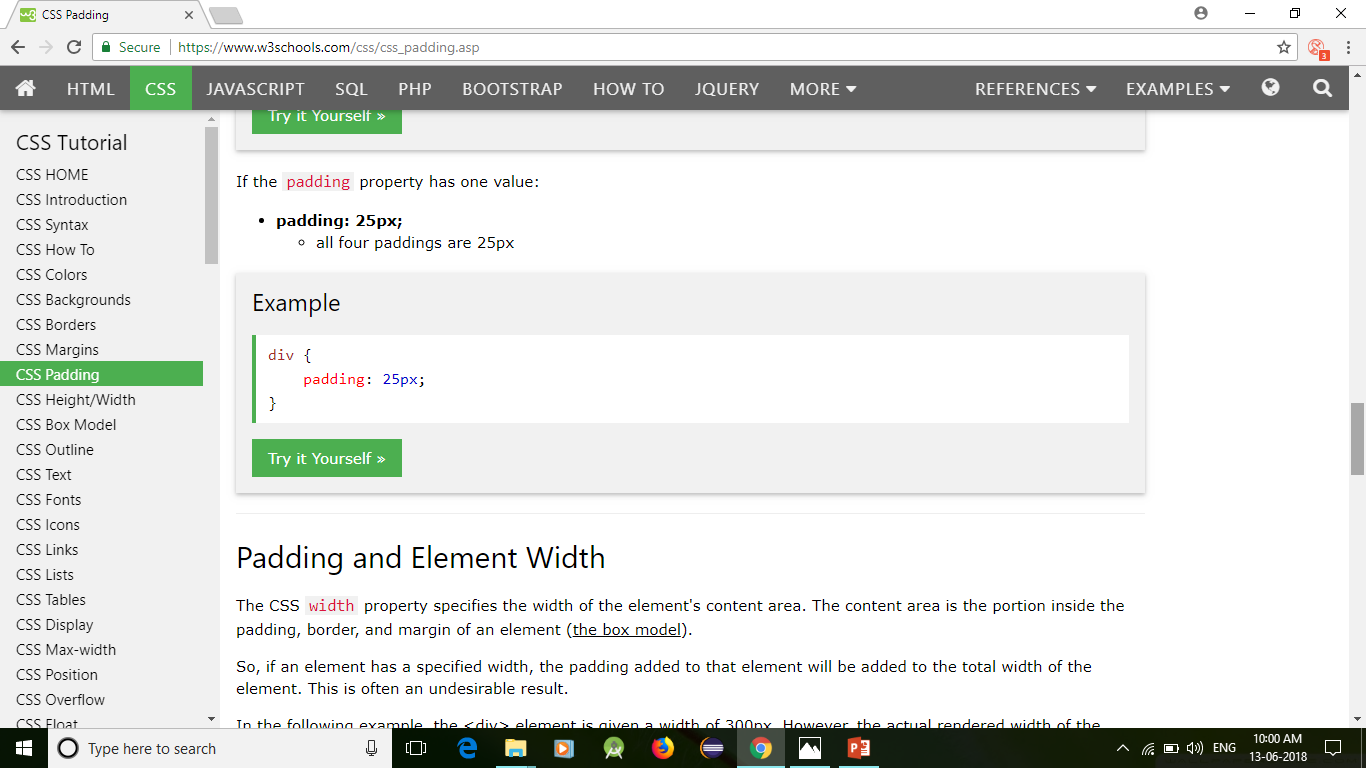 CSS Padding
Secure https://www.w3schools.com/css/css_padding.asp
3
HTML CSS JAVASCRIPT SQL PHP BOOTSTRAP HOW TO JQUERY MORE REFERENCES EXAMPLES
CSS Tutorial
CSS HOME
CSS Introduction
CSS Syntax
CSS How To
CSS Colors
CSS Backgrounds
CSS Borders
CSS Margins
CSS Padding
CSS Height/Width
CSS Box Model
CSS Outline
CSS Text
CSS Fonts
CSS Icons
CSS Links
CSS Lists
CSS Tables
CSS Display
CSS Max-width
CSS Position
CSS Overflow
CSS Float
Try it Yourself »
If the padding property has one value:
padding: 25px;
all four paddings are 25px
Example
div {
padding: 25px;
}
Try it Yourself »
Padding and Element Width
The CSS width property specifies the width of the element's content area. The content area is the portion inside the
padding, border, and margin of an element (the box model).
So, if an element has a specified width, the padding added to that element will be added to the total width of the
element. This is often an undesirable result.
In the following example, the <div> element is given a width of 300px. However, the actual rendered width of the
Type here to search
ENG
10:00 AM
13-06-2018